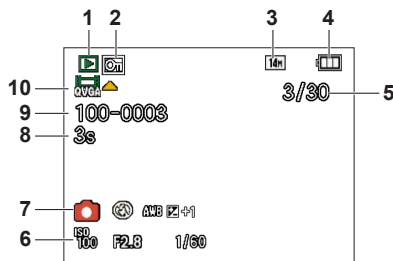 1 2 3 4
14M
10 QVGA 3/30 5
9 100-0003
8 3s
7 AWB +1
6 ISO 100 F2.8 1/60